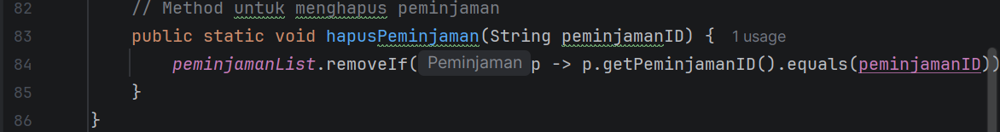 82 // Method untuk menghapus peminjaman
83 public static void hapusPeminjaman(String peminjamanID) { 1 usage
84 peminjamanList.removeIf( Peminjaman p -> p.getPeminjamanID().equals(peminjamanID))
85 }
86 }